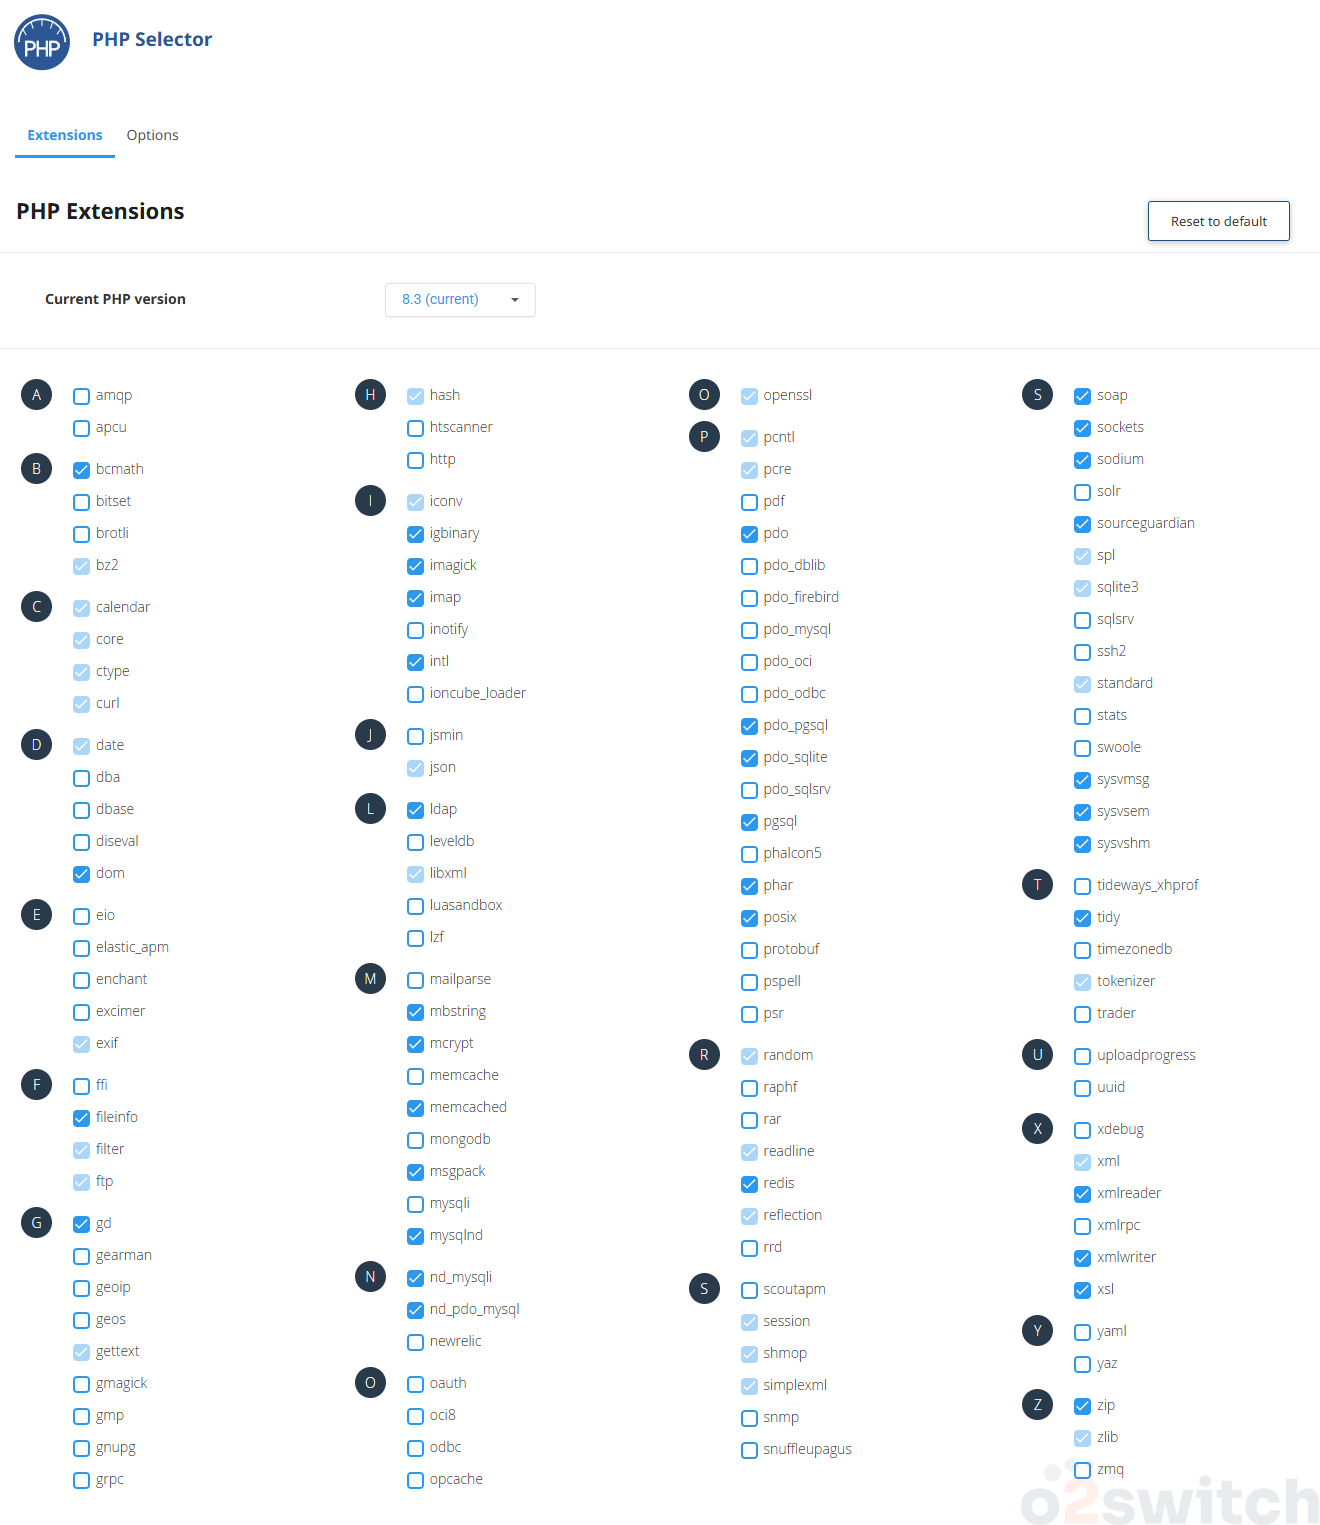 PHP
PHP Selector
Extensions
Options
PHP Extensions
Reset to default
Current PHP version
8.3 (current)
A
amqp
apcu
B
bcmath
bitset
brotli
bz2
C
calendar
core
ctype
curl
D
date
dba
dbase
diseval
dom
E
eio
elastic_apm
enchant
excimer
exif
F
ffi
fileinfo
filter
ftp
G
gd
gearman
geoip
geos
gettext
gmagick
gmp
gnupg
grpc
H
hash
htscanner
http
I
iconv
igbinary
imagick
imap
inotify
intl
ioncube_loader
J
jsmin
json
L
ldap
leveldb
libxml
luasandbox
lzf
M
mailparse
mbstring
mcrypt
memcache
memcached
mongodb
msgpack
mysqli
mysqlnd
N
nd_mysqli
nd_pdo_mysql
newrelic
O
oauth
oci8
odbc
opcache
O
openssl
P
pcntl
pcre
pdf
pdo
pdo_dblib
pdo_firebird
pdo_mysql
pdo_oci
pdo_odbc
pdo_pgsql
pdo_sqlite
pdo_sqlsrv
pgsql
phalcon5
phar
posix
protobuf
pspell
psr
R
random
raphf
rar
readline
redis
reflection
rrd
S
scoutapm
session
shmop
simplexml
snmp
snuffleupagus
S
soap
sockets
sodium
solr
sourceguardian
spl
sqlite3
sqlsrv
ssh2
standard
stats
swoole
sysvmsg
sysvsem
sysvshm
T
tideways_xhprof
tidy
timezonedb
tokenizer
trader
U
uploadprogress
uuid
X
xdebug
xml
xmlreader
xmlrpc
xmlwriter
xsl
Y
yaml
yaz
Z
zip
zlib
zmq
o2switch